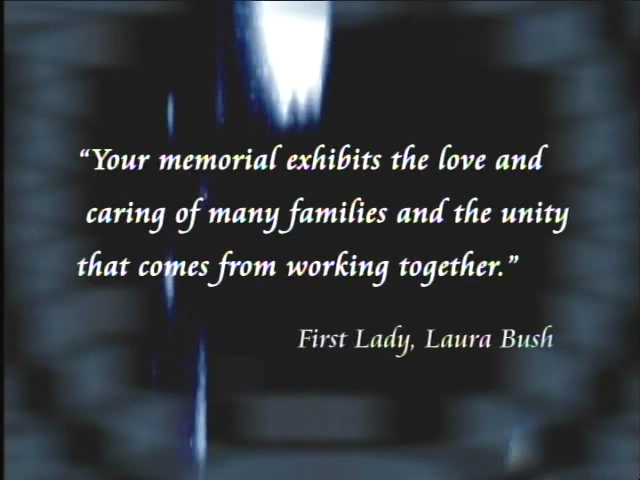 “Your memorial exhibits the love and
caring of many families and the unity
that comes from working together.”
First Lady, Laura Bush